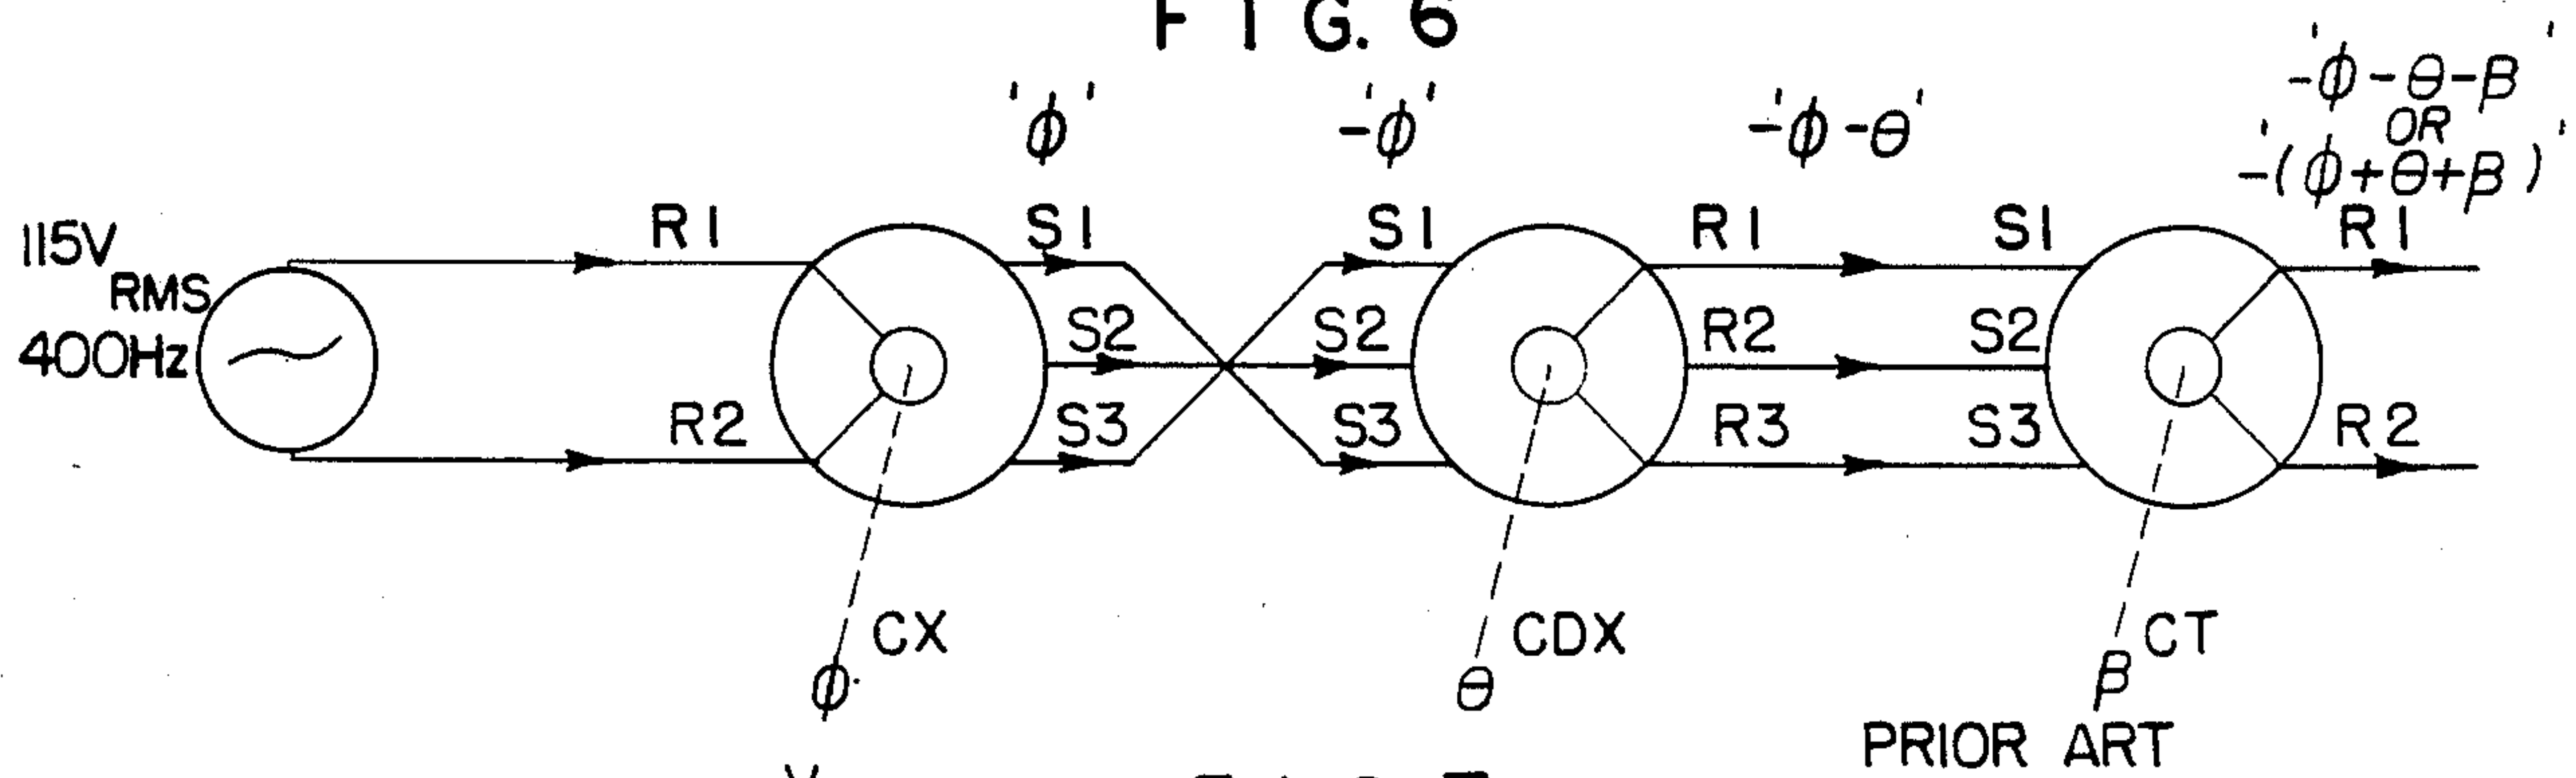 FIG. 6
'ϕ'
-'ϕ'
-'ϕ-θ'
'-ϕ-θ-β'
OR
-'(ϕ+θ+β)'
115V RMS
400Hz
R1
R2
S1
S2
S3
S1
S2
S3
R1
R2
R3
S1
S2
S3
R1
R2
CX
ϕ
CDX
θ
CT
β
PRIOR ART